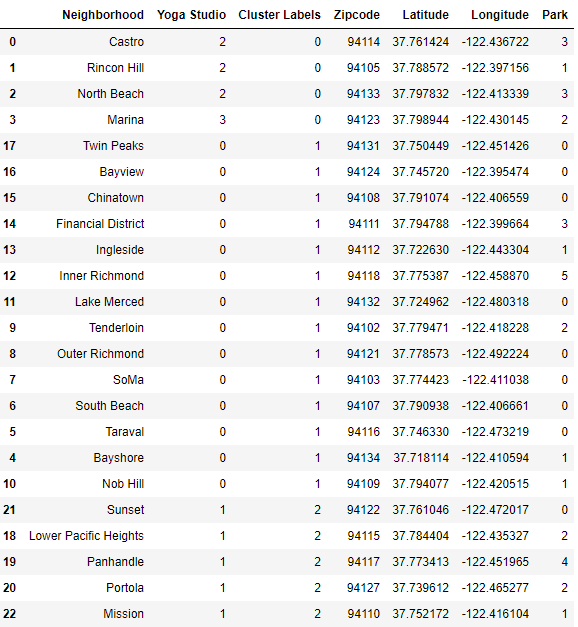 Neighborhood Yoga Studio Cluster Labels Zipcode Latitude Longitude Park
0 Castro 2 0 94114 37.761424 -122.436722 3
1 Rincon Hill 2 0 94105 37.788572 -122.397156 1
2 North Beach 2 0 94133 37.797832 -122.413339 3
3 Marina 3 0 94123 37.798944 -122.430145 2
17 Twin Peaks 0 1 94131 37.750449 -122.451426 0
16 Bayview 0 1 94124 37.745720 -122.395474 0
15 Chinatown 0 1 94108 37.791074 -122.406559 0
14 Financial District 0 1 94111 37.794788 -122.399664 3
13 Ingleside 0 1 94112 37.722630 -122.443304 1
12 Inner Richmond 0 1 94118 37.775387 -122.458870 5
11 Lake Merced 0 1 94132 37.724962 -122.480318 0
9 Tenderloin 0 1 94102 37.779471 -122.418228 2
8 Outer Richmond 0 1 94121 37.778573 -122.492224 0
7 SoMa 0 1 94103 37.774423 -122.411038 0
6 South Beach 0 1 94107 37.790938 -122.406661 0
5 Taraval 0 1 94116 37.746330 -122.473219 0
4 Bayshore 0 1 94134 37.718114 -122.410594 1
10 Nob Hill 0 1 94109 37.794077 -122.420515 1
21 Sunset 1 2 94122 37.761046 -122.472017 0
18 Lower Pacific Heights 1 2 94115 37.784404 -122.435327 2
19 Panhandle 1 2 94117 37.773413 -122.451965 4
20 Portola 1 2 94127 37.739612 -122.465277 2
22 Mission 1 2 94110 37.752172 -122.416104 1